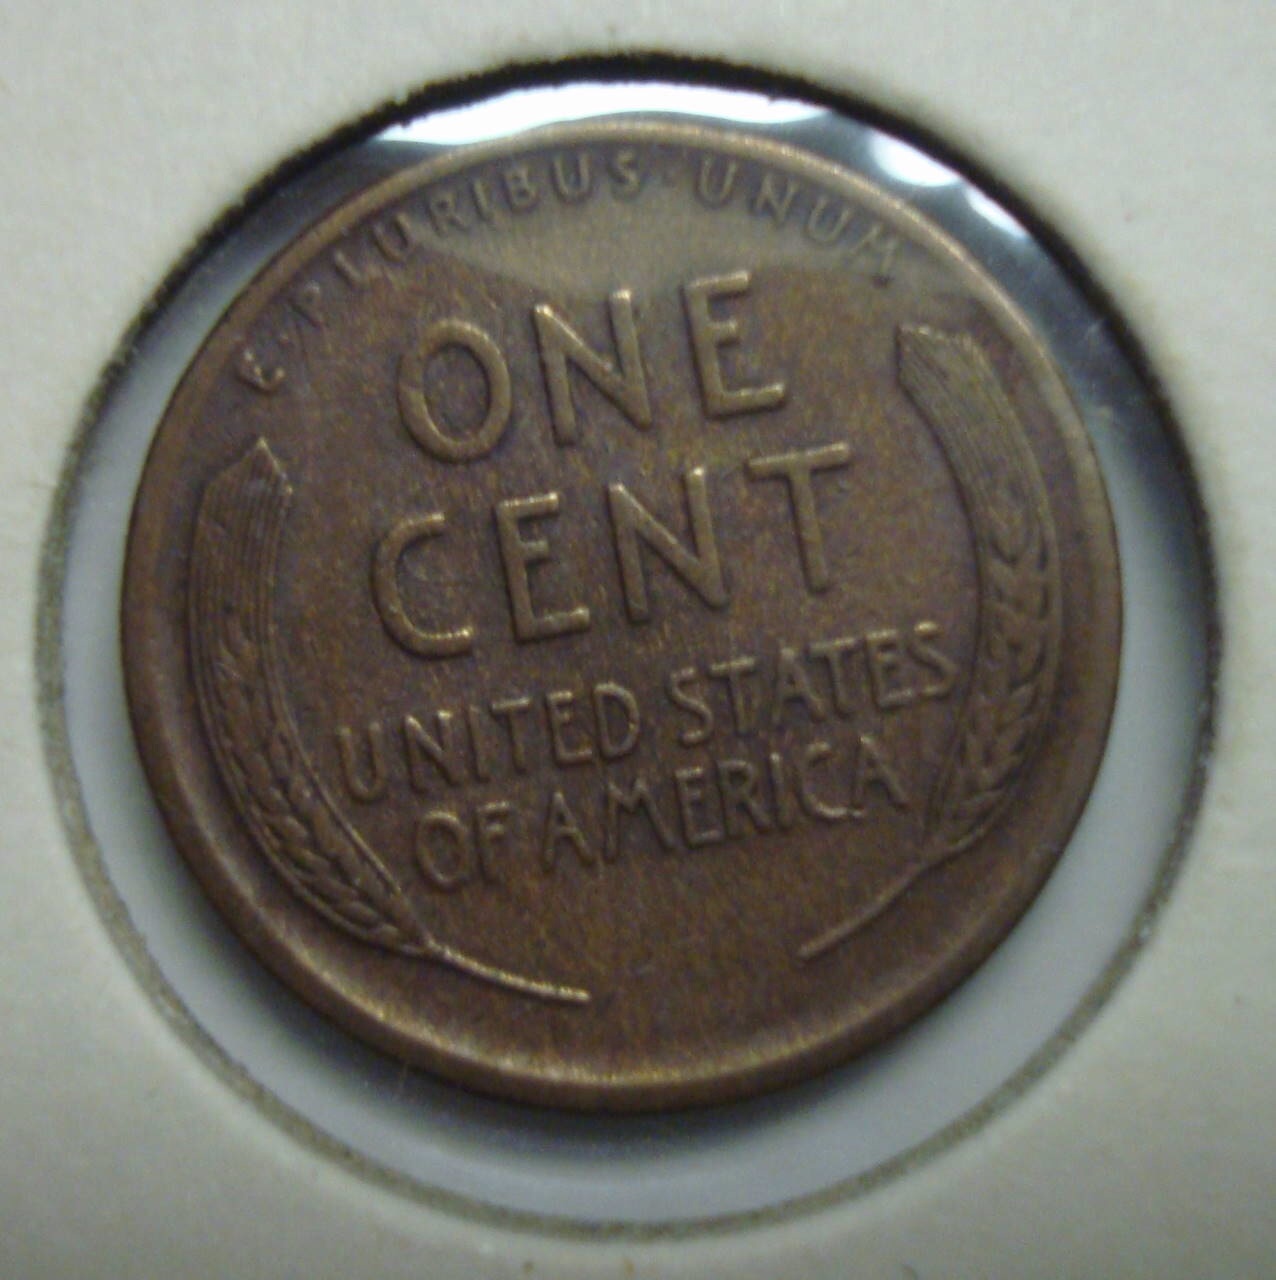 E·PLURIBUS·UNUM
ONE
CENT
UNITED STATES
OF AMERICA